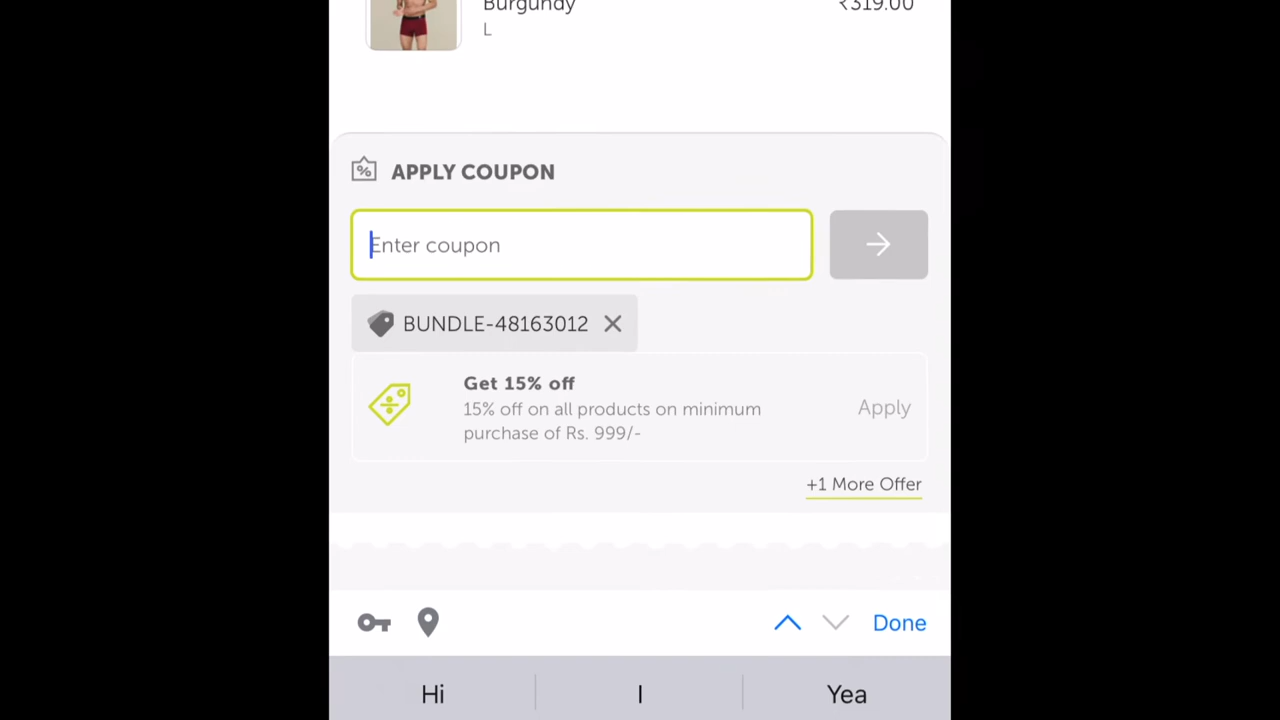 Burgundy
₹319.00
L
APPLY COUPON
Enter coupon
BUNDLE-48163012
Get 15% off
15% off on all products on minimum
purchase of Rs. 999/-
Apply
+1 More Offer
Done
Hi
I
Yea